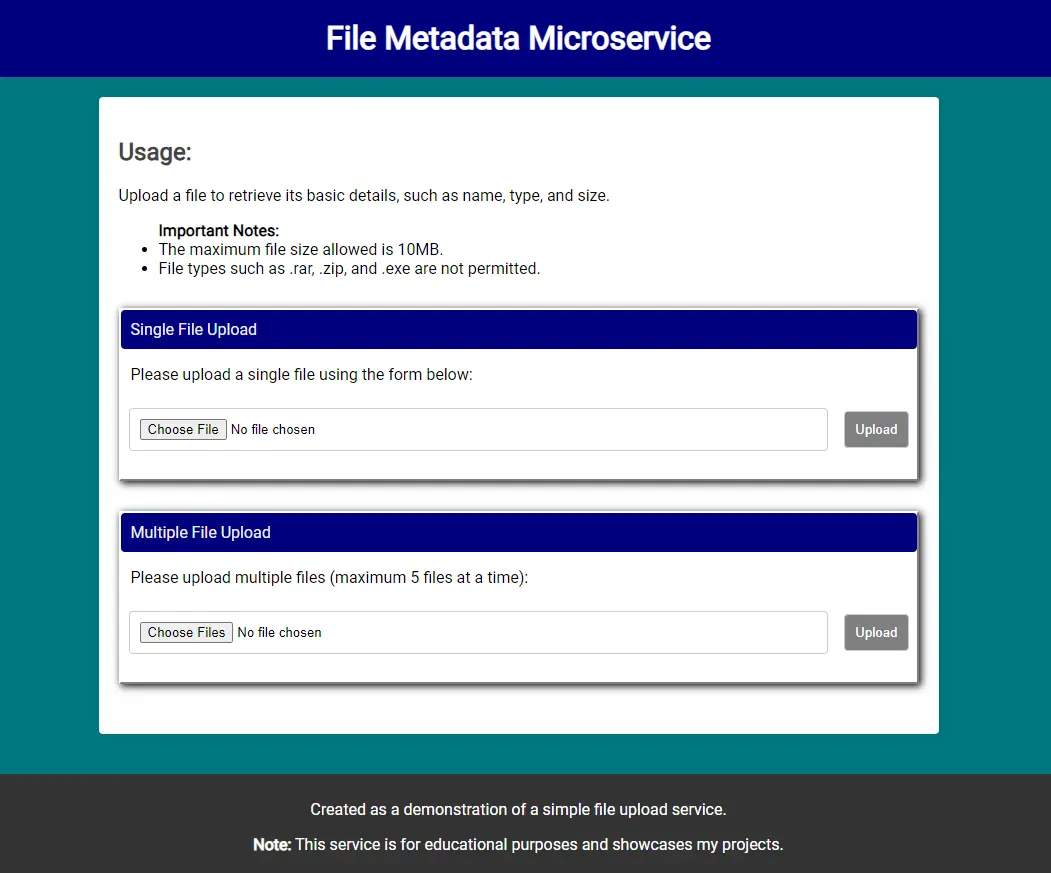 File Metadata Microservice
Usage:
Upload a file to retrieve its basic details, such as name, type, and size.
Important Notes:
The maximum file size allowed is 10MB.
File types such as .rar, .zip, and .exe are not permitted.
Single File Upload
Please upload a single file using the form below:
Choose File No file chosen Upload
Multiple File Upload
Please upload multiple files (maximum 5 files at a time):
Choose Files No file chosen Upload
Created as a demonstration of a simple file upload service.
Note: This service is for educational purposes and showcases my projects.